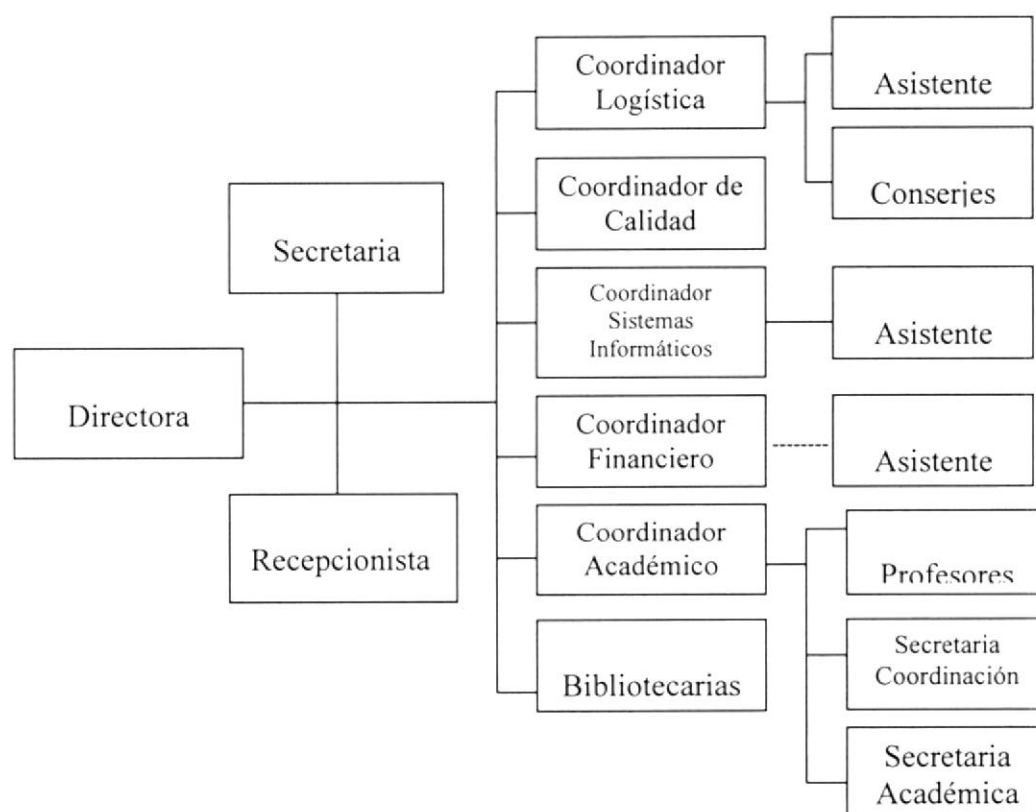 Coordinador
Logística
Asistente
Conserjes
Coordinador de
Calidad
Secretaria
Coordinador
Sistemas
Informáticos
Asistente
Directora
Coordinador
Financiero
Asistente
Recepcionista
Coordinador
Académico
Profesores
Bibliotecarias
Secretaria
Coordinación
Secretaria
Académica